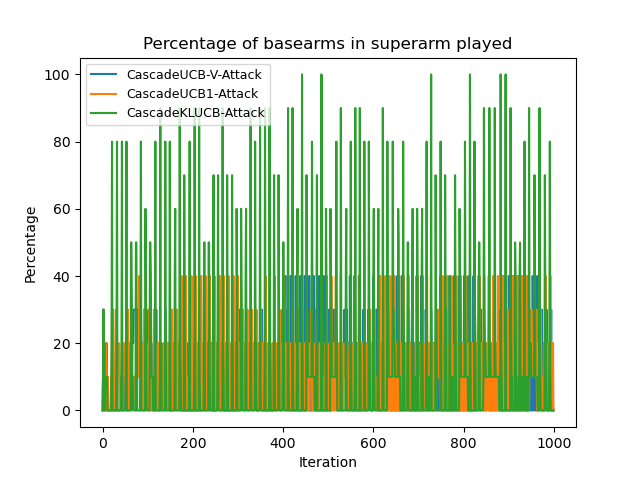 Percentage of basearms in superarm played
CascadeUCB-V-Attack
CascadeUCB1-Attack
CascadeKLUCB-Attack
100
80
60
40
20
0
Percentage
0 200 400 600 800 1000
Iteration